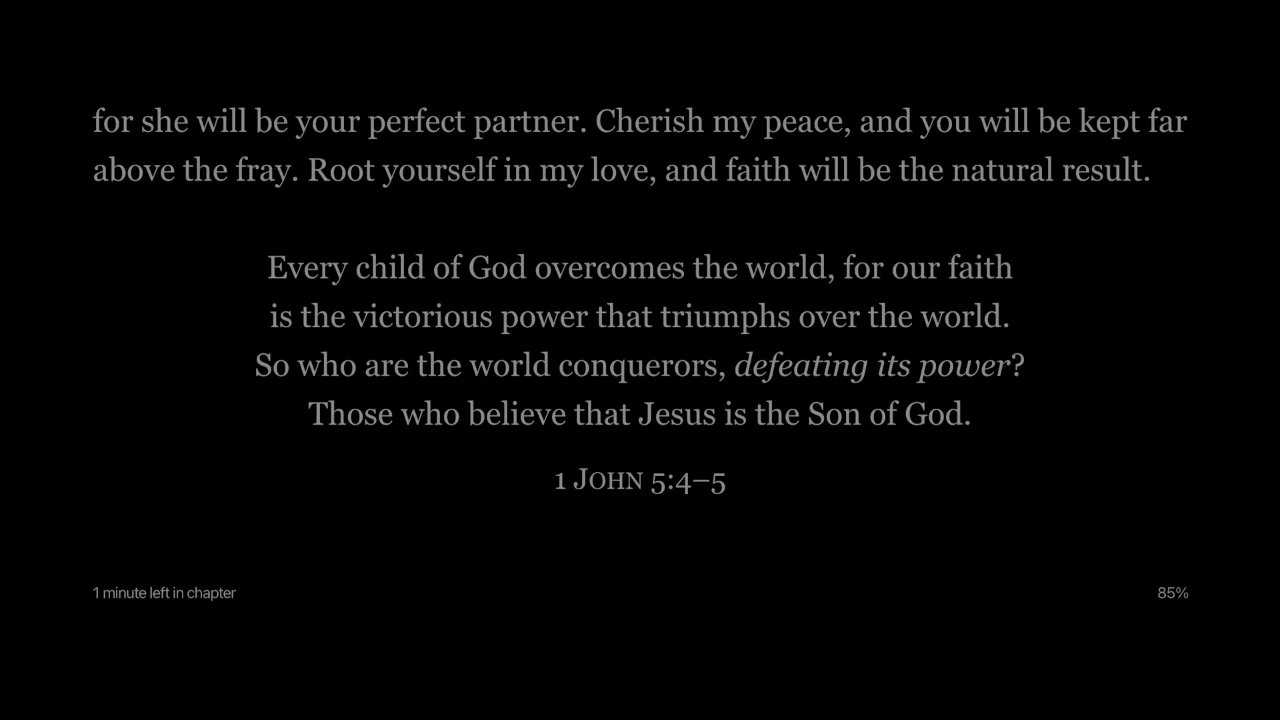 for she will be your perfect partner. Cherish my peace, and you will be kept far
above the fray. Root yourself in my love, and faith will be the natural result.
Every child of God overcomes the world, for our faith
is the victorious power that triumphs over the world.
So who are the world conquerors, defeating its power?
Those who believe that Jesus is the Son of God.
1 John 5:4–5
1 minute left in chapter
85%